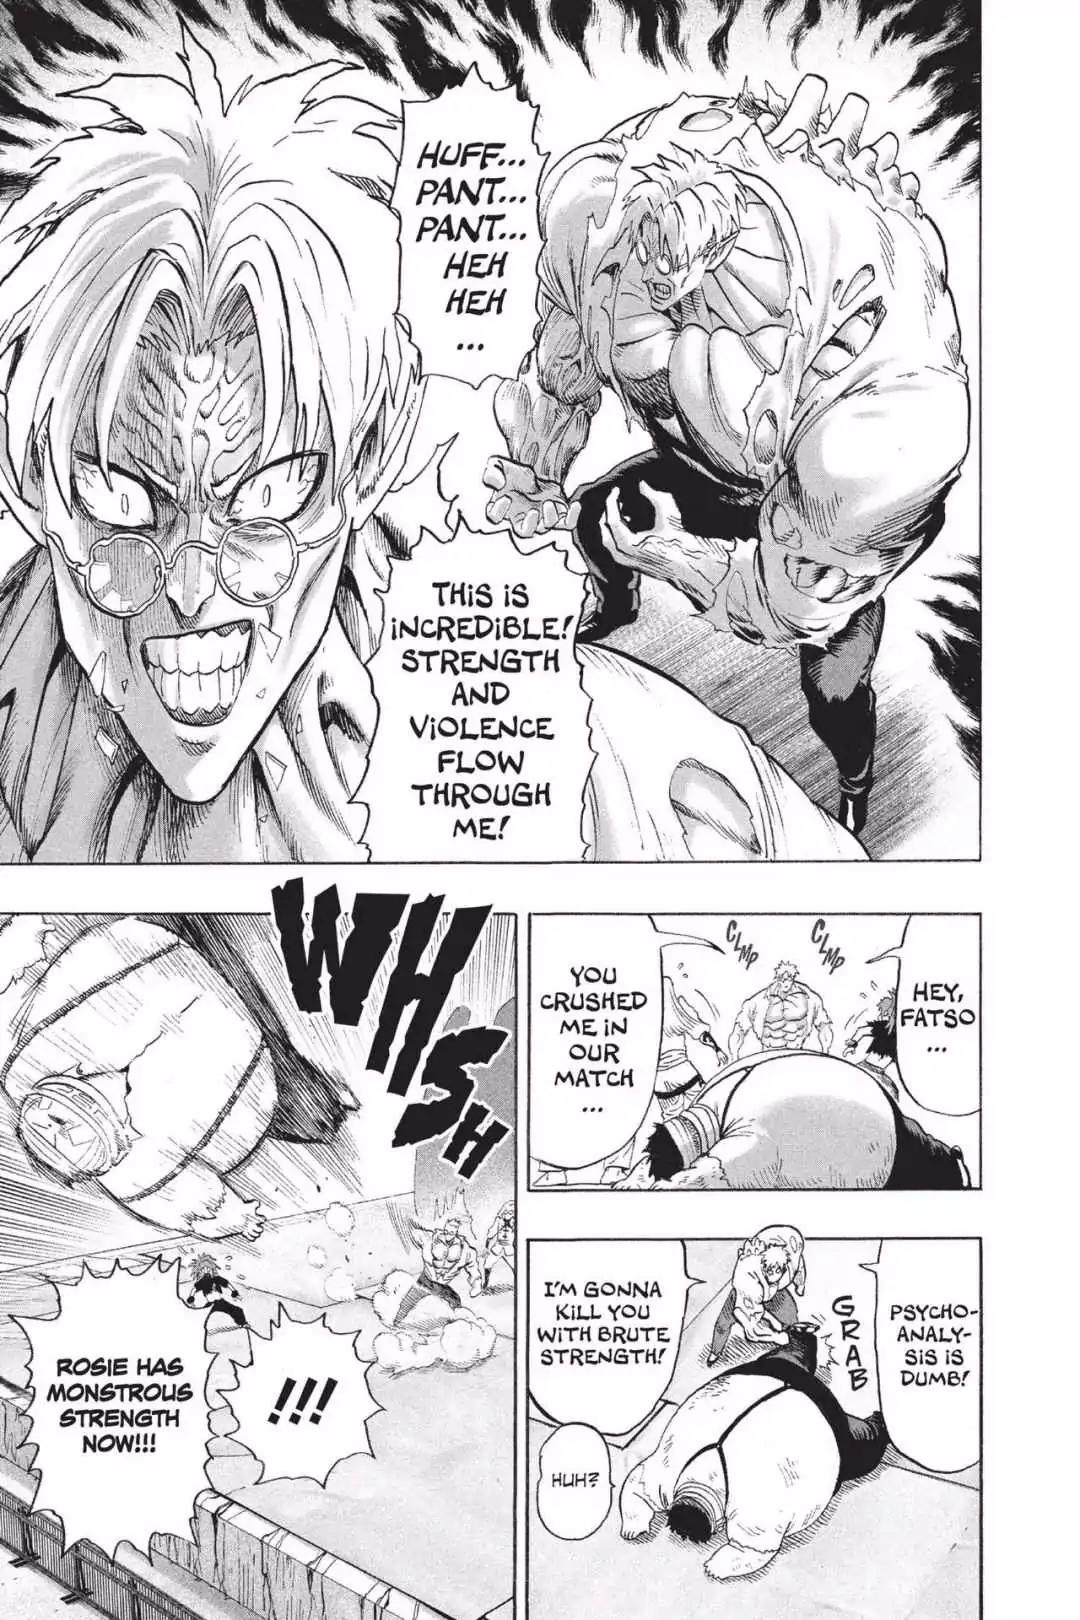 HUFF...
PANT...
PANT...
HEH
HEH
...
THIS IS
INCREDIBLE!
STRENGTH
AND
VIOLENCE
FLOW
THROUGH
ME!
CLMP
CLMP
HEY,
FATSO
...
YOU
CRUSHED
ME IN
OUR
MATCH
...
PSYCHO-
ANALY-
SIS IS
DUMB!
GRAB
I'M GONNA
KILL YOU
WITH BRUTE
STRENGTH!
HUH?
WHSH
!!!
ROSIE HAS
MONSTROUS
STRENGTH
NOW!!!